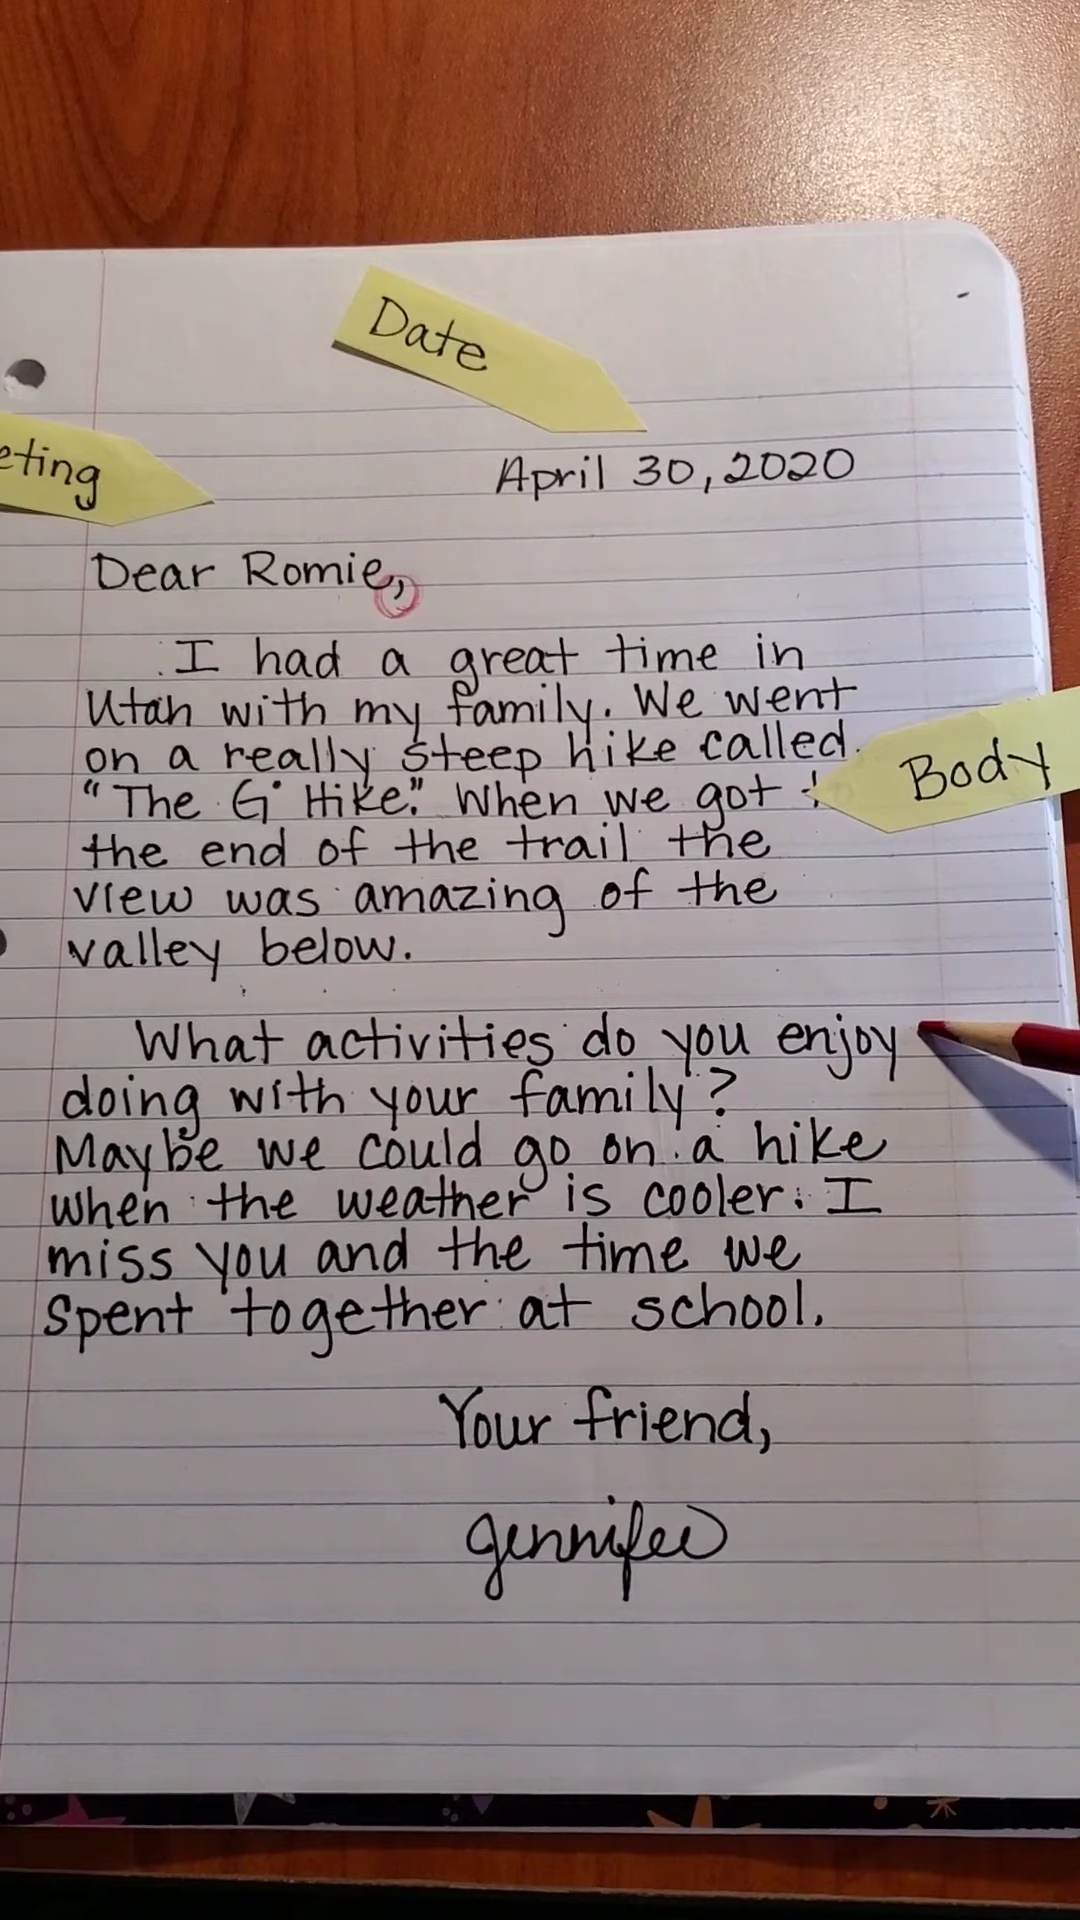 Date
eting
April 30, 2020
Dear Romie,
I had a great time in
Utah with my family. We went
on a really steep hike called
Body
"The G Hike." When we got
the end of the trail the
view was amazing of the
valley below.
What activities do you enjoy
doing with your family?
Maybe we could go on a hike
when the weather is cooler. I
miss you and the time we
spent together at school.
Your friend,
Jennifer